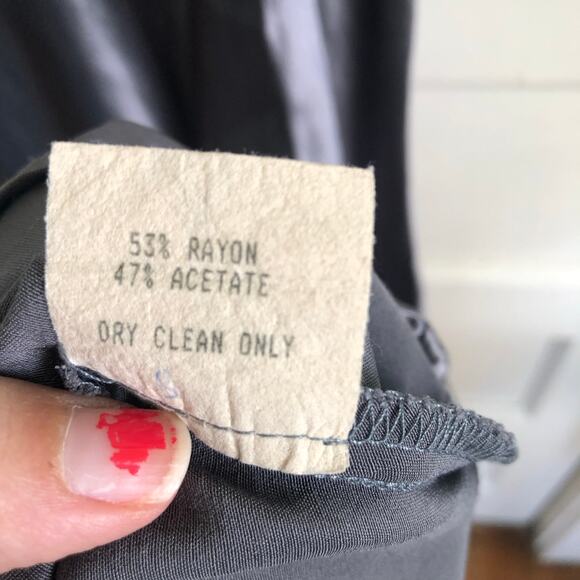 53% RAYON
47% ACETATE
DRY CLEAN ONLY